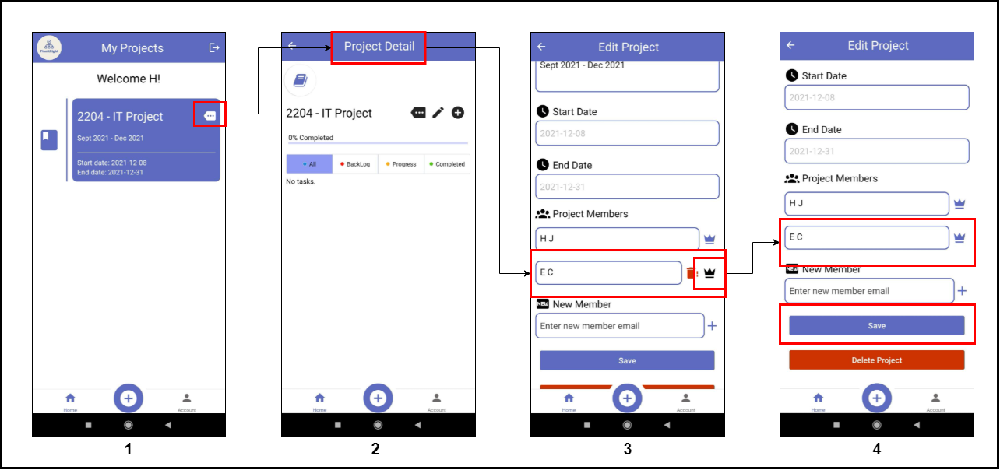 My Projects
Welcome H!
2204 - IT Project
Sept 2021 - Dec 2021
Start date: 2021-12-08
End date: 2021-12-31
Home
Account
1
Project Detail
2204 - IT Project
0% Completed
All
BackLog
Progress
Completed
No tasks.
Home
Account
2
Edit Project
Sept 2021 - Dec 2021
Start Date
2021-12-08
End Date
2021-12-31
Project Members
H J
E C
NEW New Member
Enter new member email
Save
Home
Account
3
Edit Project
Start Date
2021-12-08
End Date
2021-12-31
Project Members
H J
E C
NEW New Member
Enter new member email
Save
Delete Project
Home
Account
4